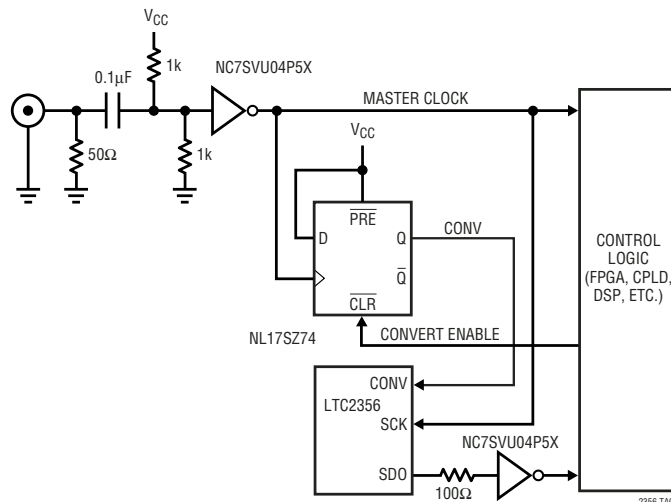 VCC
0.1µF
1k
NC7SVU04P5X
MASTER CLOCK
50Ω
1k
VCC
PRE
D
Q
CONV
Q
CLR
CONTROL
LOGIC
(FPGA, CPLD,
DSP, ETC.)
NL17SZ74
CONVERT ENABLE
CONV
LTC2356
SCK
NC7SVU04P5X
SDO
100Ω